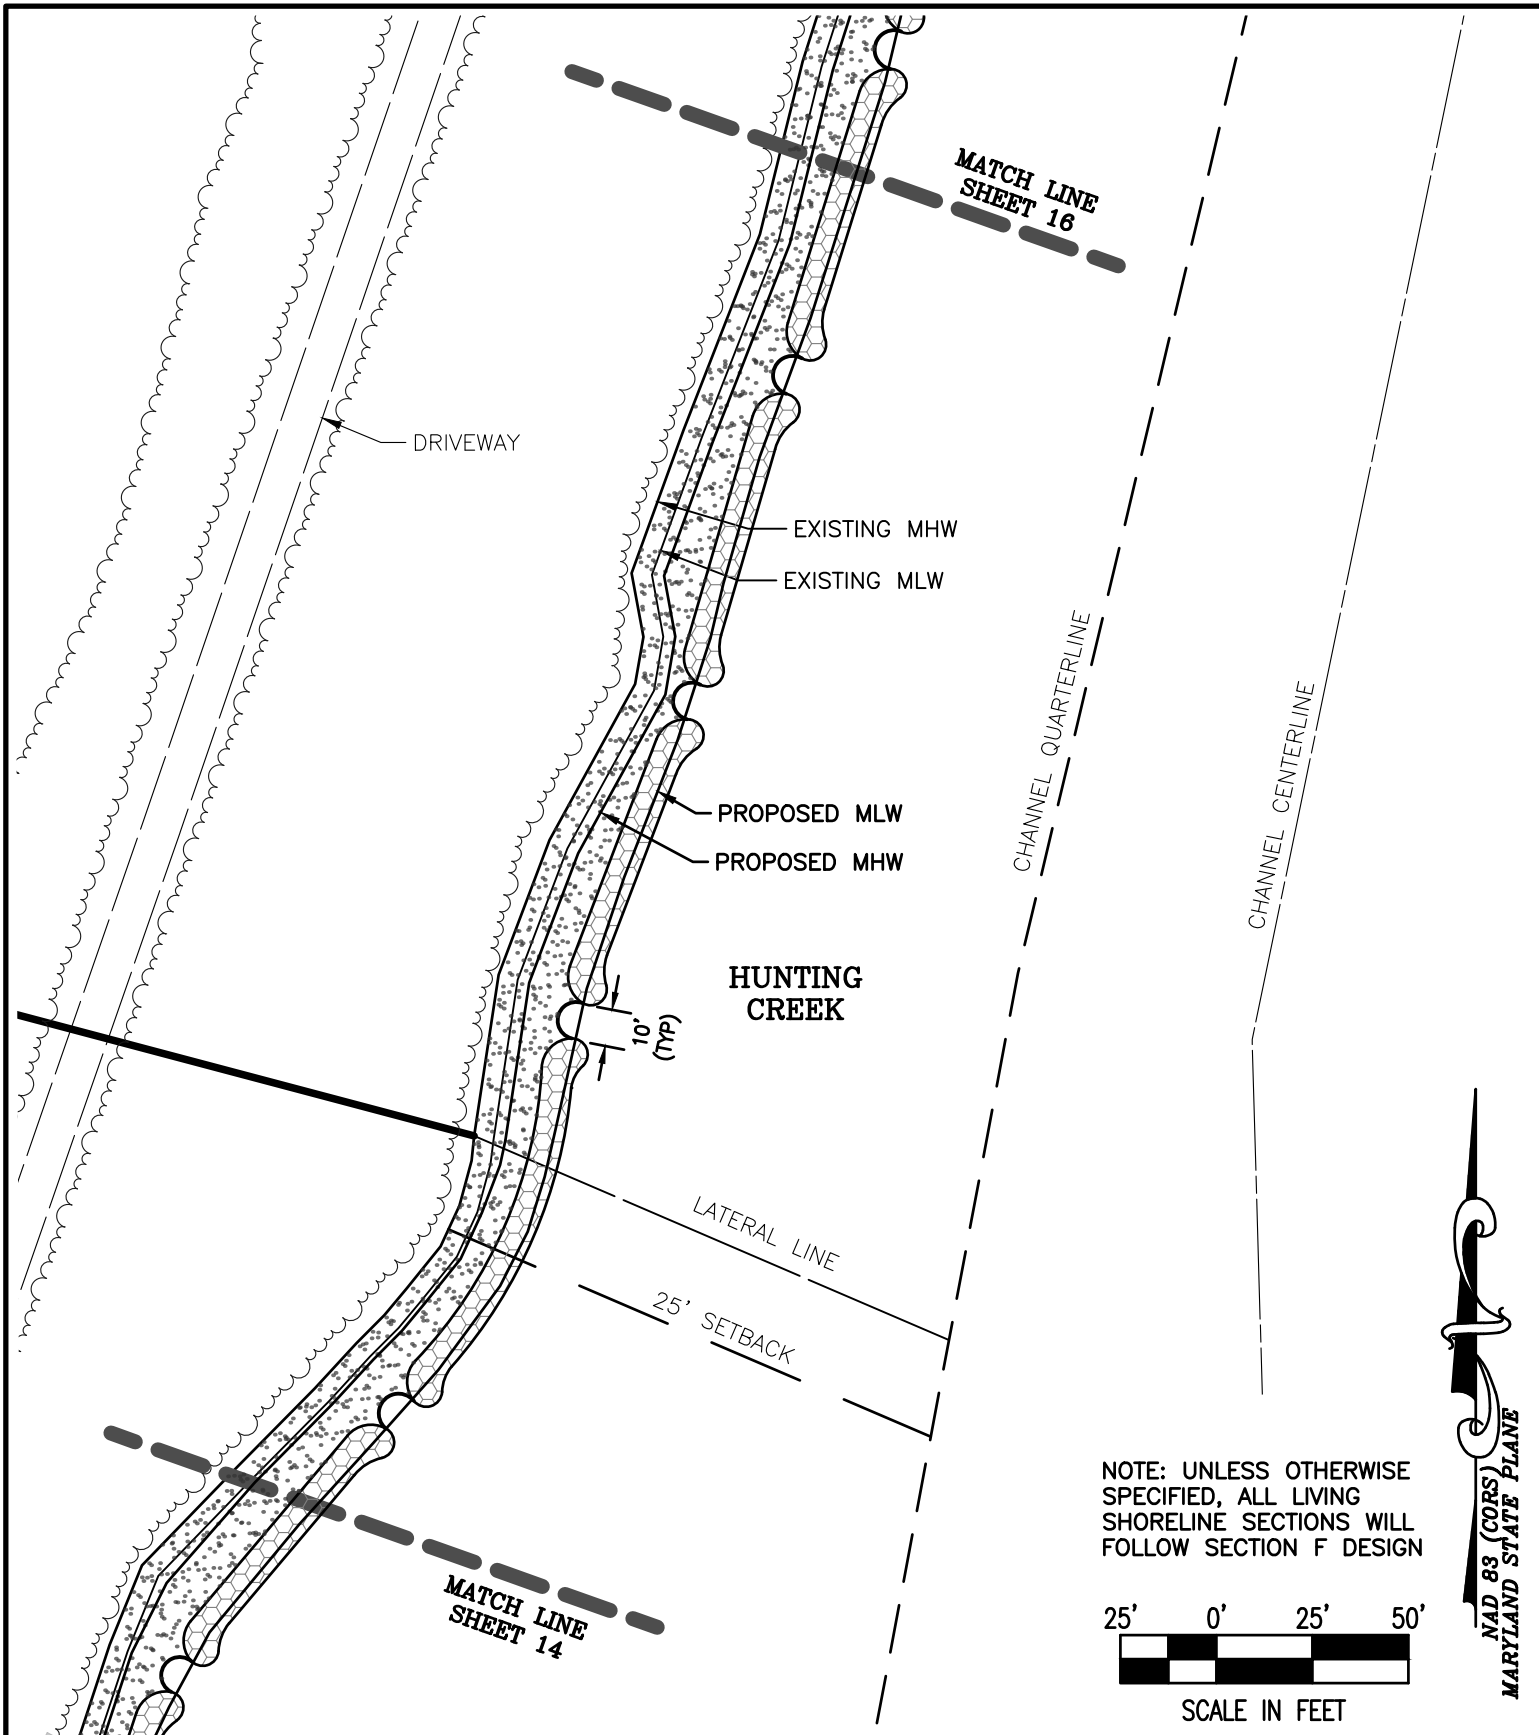 MATCH LINE
SHEET 16
DRIVEWAY
EXISTING MHW
EXISTING MLW
CHANNEL QUARTERLINE
CHANNEL CENTERLINE
PROPOSED MLW
PROPOSED MHW
HUNTING
CREEK
10'
(TYP)
LATERAL LINE
25' SETBACK
NOTE: UNLESS OTHERWISE
SPECIFIED, ALL LIVING
SHORELINE SECTIONS WILL
FOLLOW SECTION F DESIGN
NAD 83 (CORS)
MARYLAND STATE PLANE
MATCH LINE
SHEET 14
25' 0' 25' 50'
SCALE IN FEET